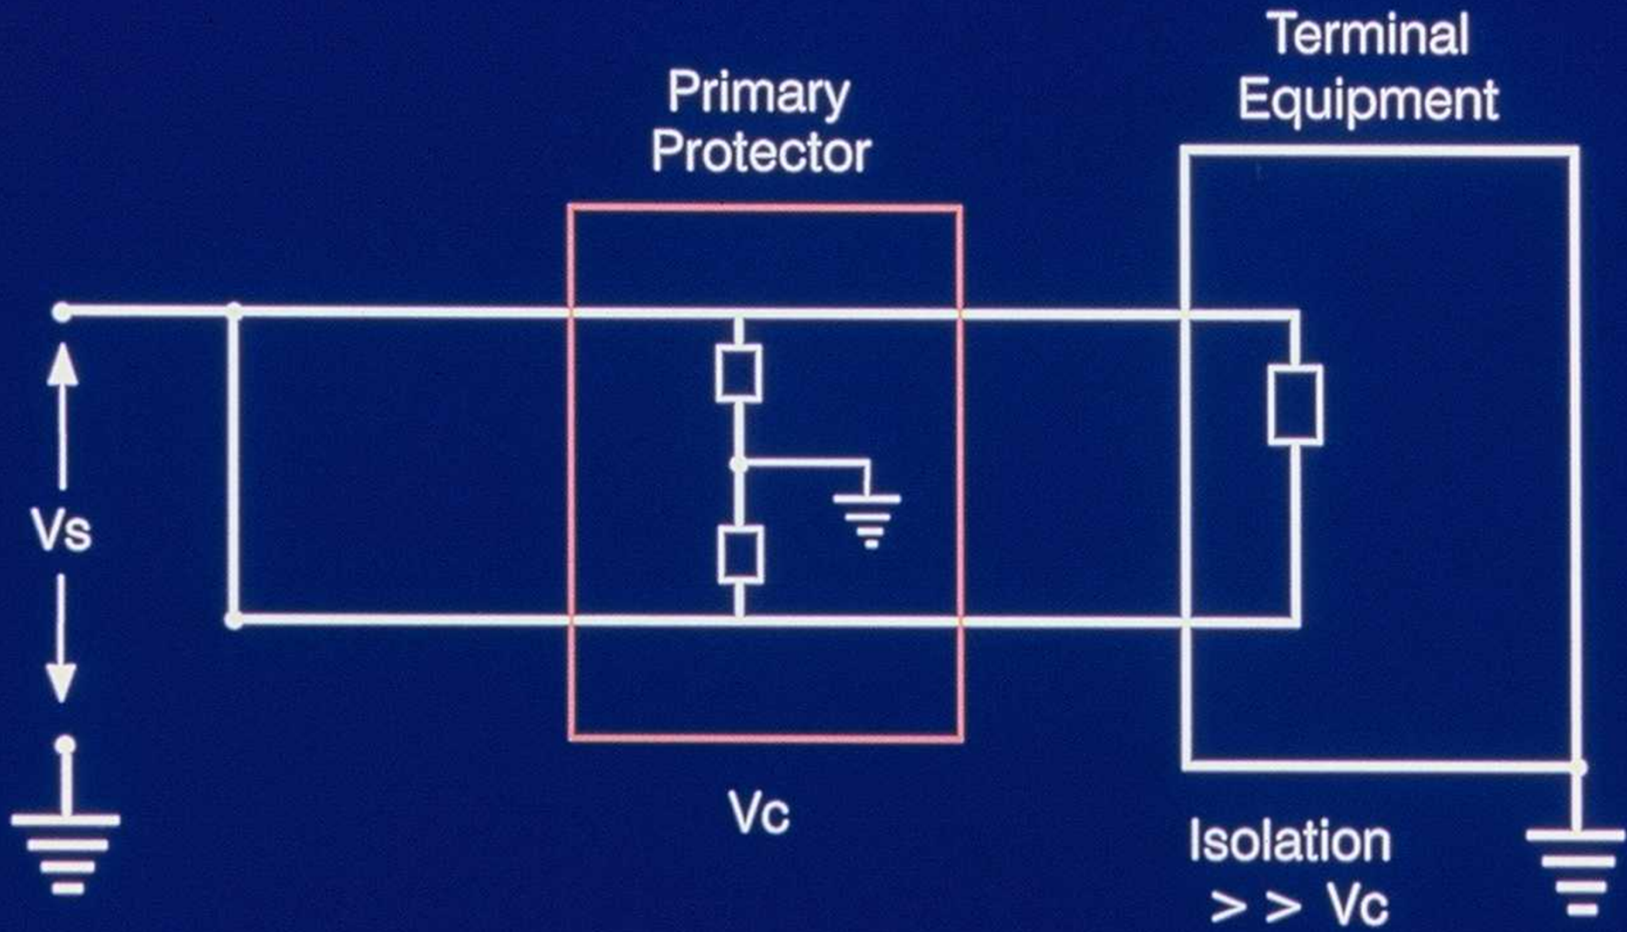 Terminal
Equipment
Primary
Protector
Vs
Vc
Isolation
> > Vc